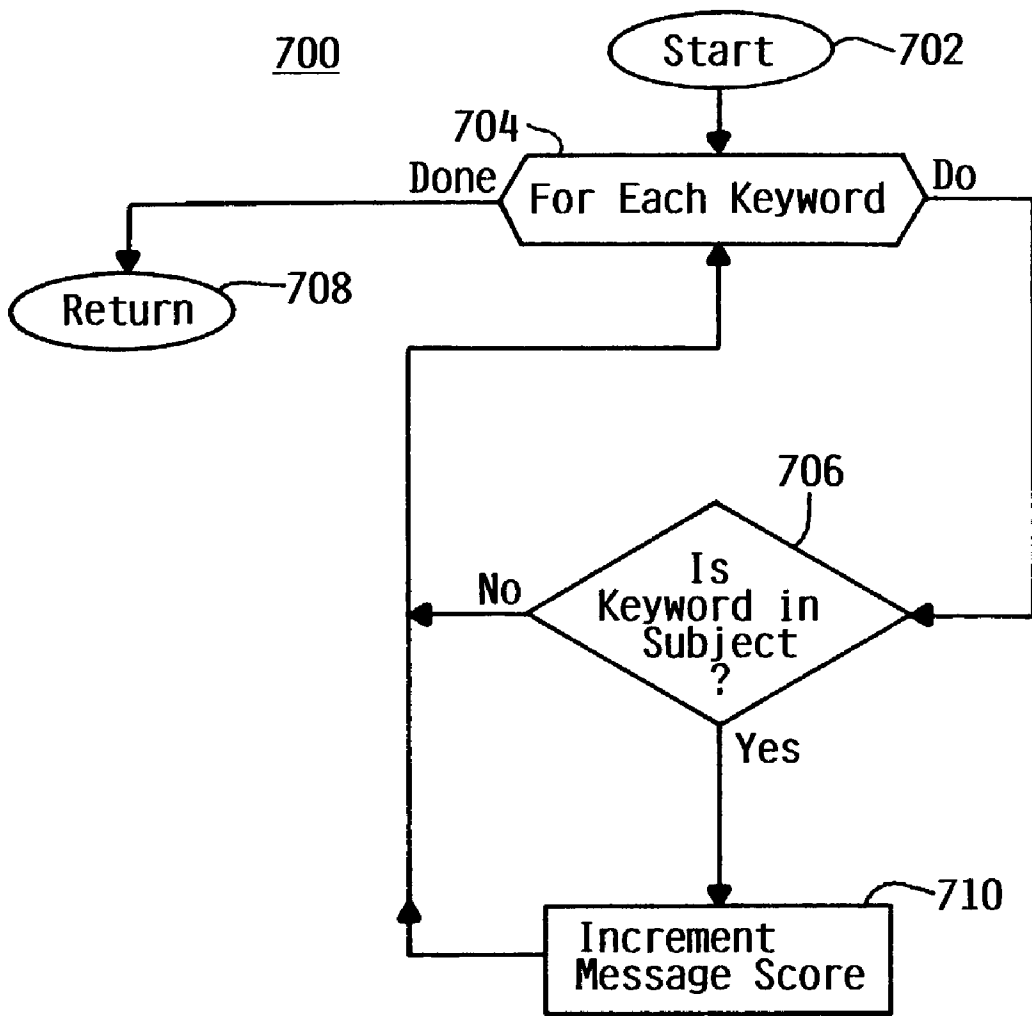 700
Start
702
704
Done
For Each Keyword
Do
Return
708
706
Is
Keyword in
Subject
?
No
Yes
710
Increment
Message Score